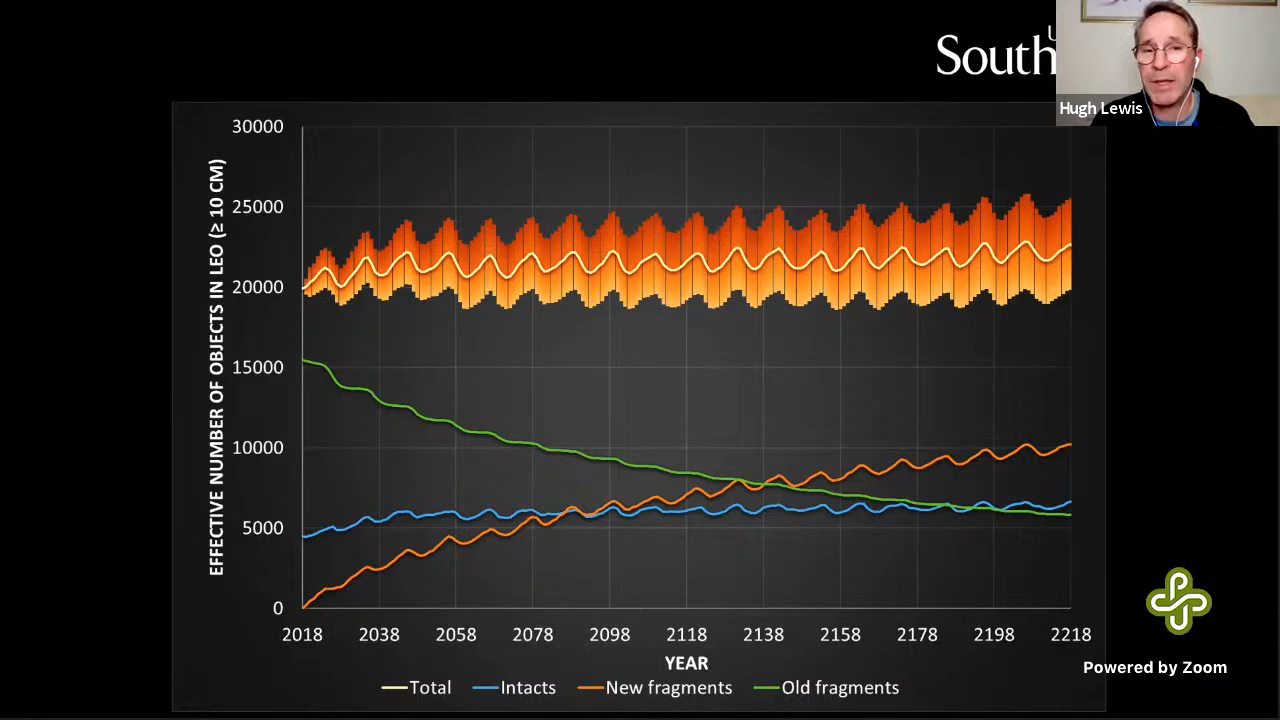 South
Hugh Lewis
30000
25000
20000
15000
10000
5000
0
EFFECTIVE NUMBER OF OBJECTS IN LEO (≥ 10 CM)
2018 2038 2058 2078 2098 2118 2138 2158 2178 2198 2218
YEAR
Total Intacts New fragments Old fragments
Powered by Zoom